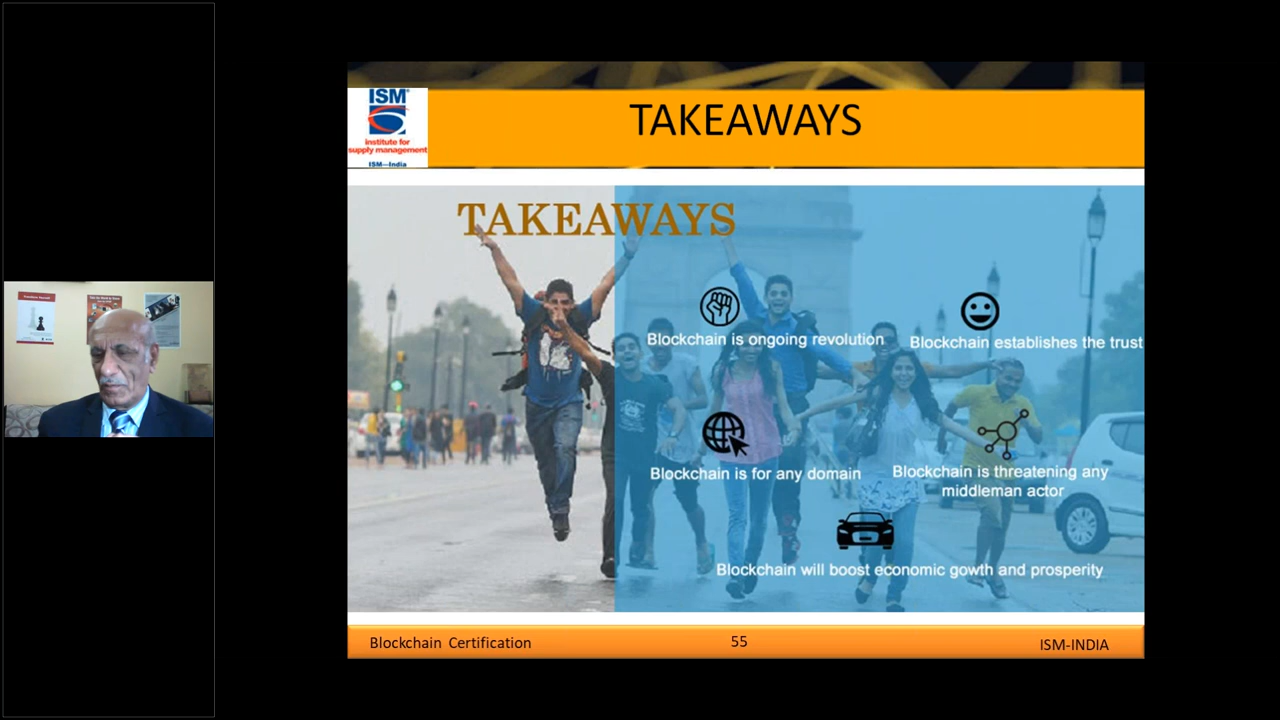 TAKEAWAYS
ISM
institute for
supply management
ISM—India
TAKEAWAYS
Blockchain is ongoing revolution
Blockchain establishes the trust
Blockchain is for any domain
Blockchain is threatening any
middleman actor
Blockchain will boost economic gowth and prosperity
Blockchain Certification
55
ISM-INDIA